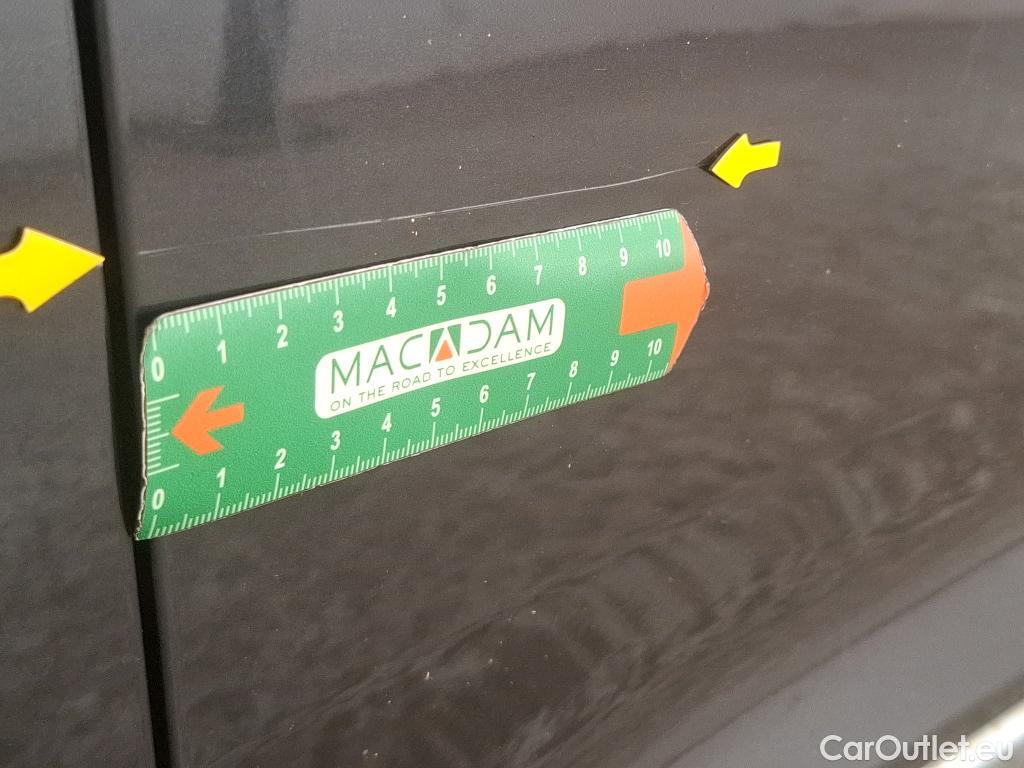 0 1 2 3 4 5 6 7 8 9 10
MACADAM
ON THE ROAD TO EXCELLENCE
0 1 2 3 4 5 6 7 8 9 10
CarOutlet.eu